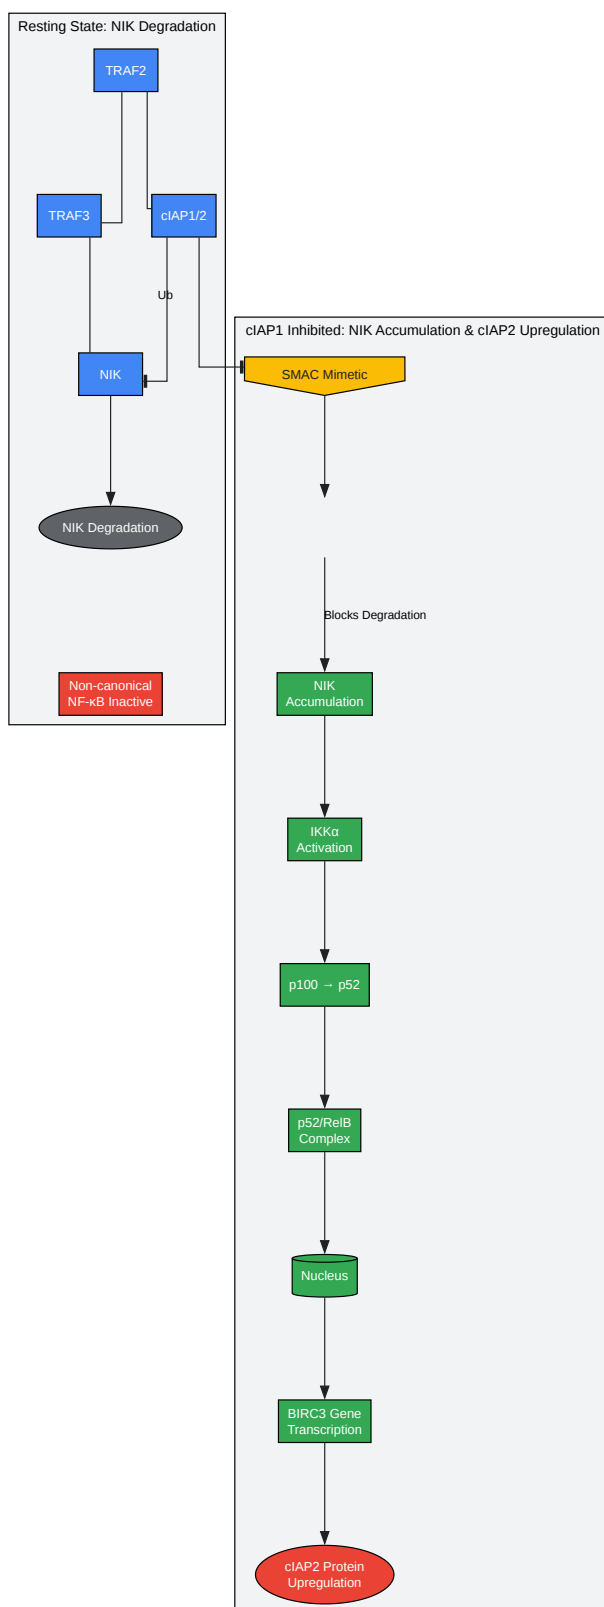 Resting State: NIK Degradation
TRAF2
TRAF3
cIAP1/2
Ub
NIK
NIK Degradation
Non-canonical
NF-κB Inactive
cIAP1 Inhibited: NIK Accumulation & cIAP2 Upregulation
SMAC Mimetic
Blocks Degradation
NIK
Accumulation
IKKα
Activation
p100 → p52
p52/RelB
Complex
Nucleus
BIRC3 Gene
Transcription
cIAP2 Protein
Upregulation